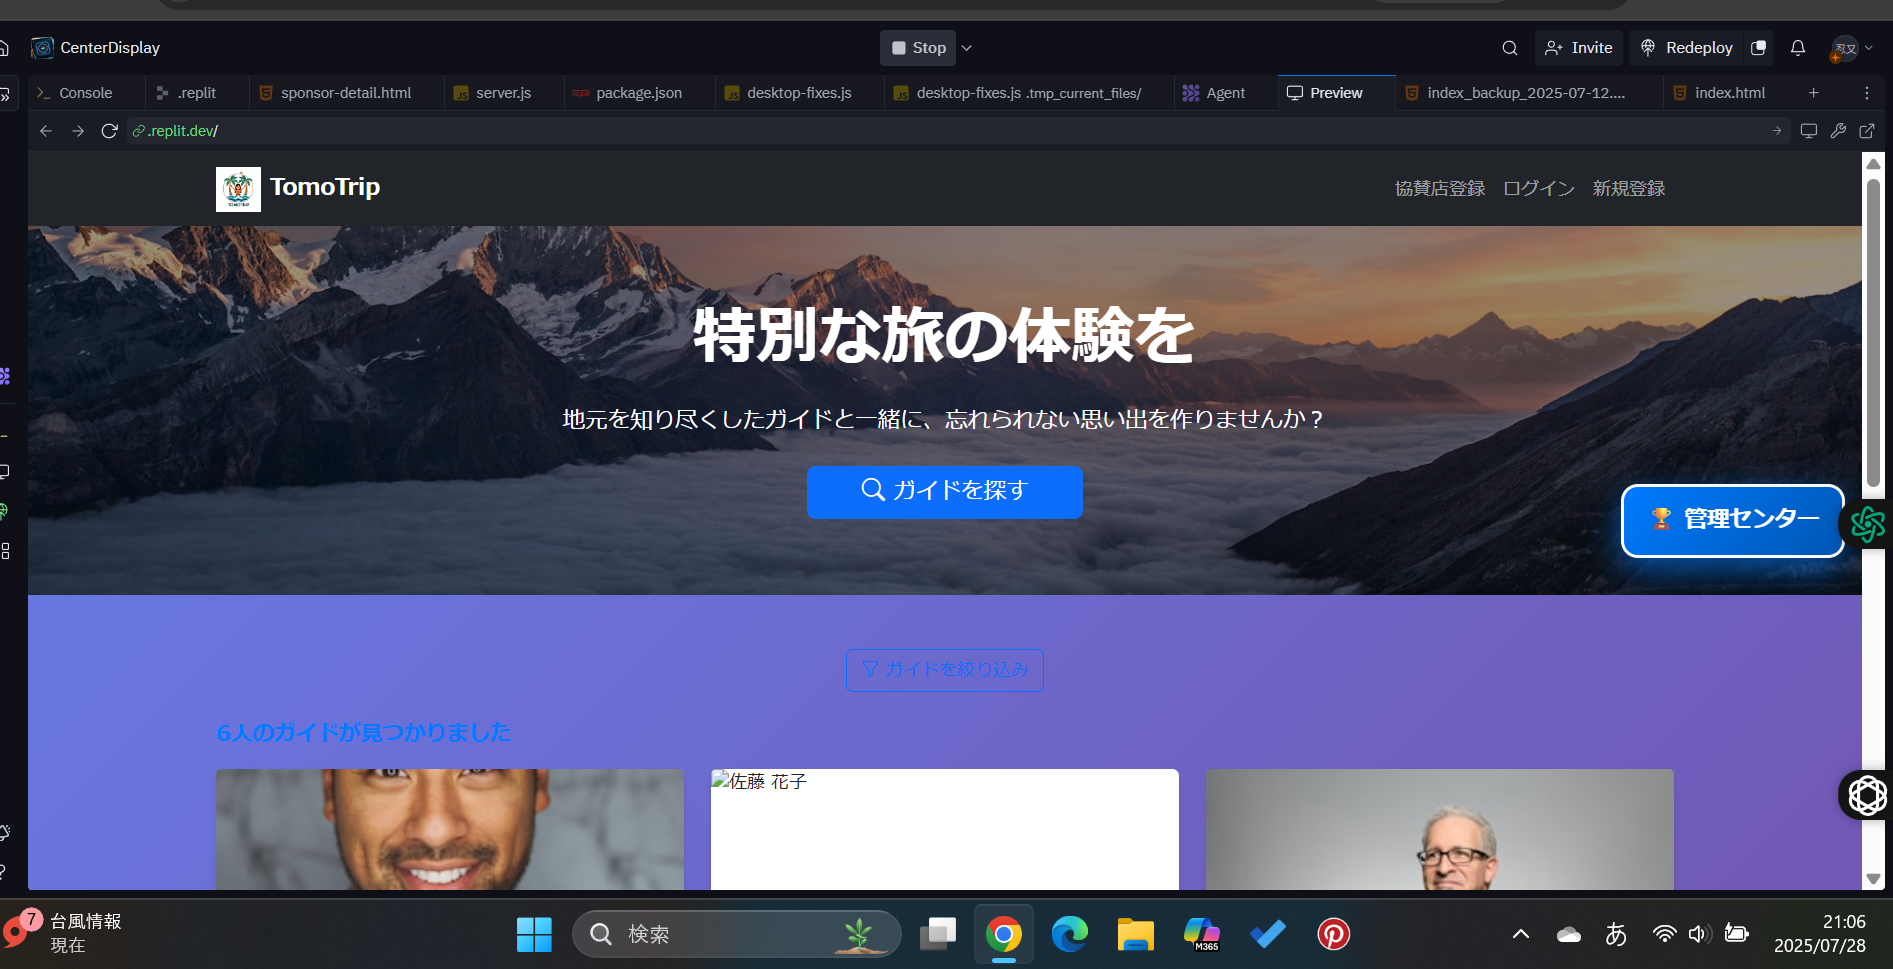 CenterDisplay
Stop
Invite
Redeploy
忍又
Console
.replit
sponsor-detail.html
server.js
package.json
desktop-fixes.js
desktop-fixes.js .tmp_current_files/
Agent
Preview
index_backup_2025-07-12....
index.html
.replit.dev/
TomoTrip
協賛店登録
ログイン
新規登録
特別な旅の体験を
地元を知り尽くしたガイドと一緒に、忘れられない思い出を作りませんか？
ガイドを探す
🏆 管理センター
ガイドを絞り込み
6人のガイドが見つかりました
佐藤 花子
7
台風情報
現在
検索
M365
あ
21:06
2025/07/28